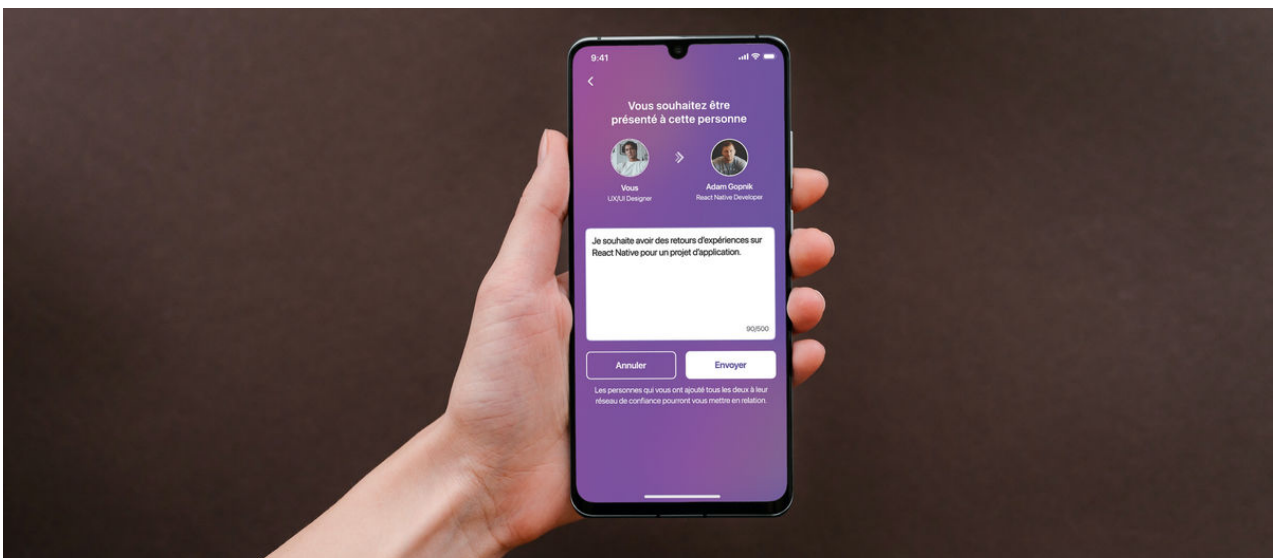 9:41
Vous souhaitez être
présenté à cette personne
Vous
UX/UI Designer
Adam Gopnik
React Native Developer
Je souhaite avoir des retours d'expériences sur
React Native pour un projet d'application.
90/500
Annuler
Envoyer
Les personnes qui vous ont ajouté tous les deux à leur
réseau de confiance pourront vous mettre en relation.